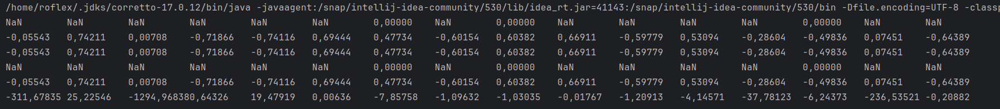 /home/roflex/.jdks/corretto-17.0.12/bin/java -javaagent:/snap/intellij-idea-community/530/lib/idea_rt.jar=41143:/snap/intellij-idea-community/530/bin -Dfile.encoding=UTF-8 -classp
NaN NaN NaN NaN NaN NaN 0,00000 NaN 0,00000 NaN NaN NaN NaN 0,00000 NaN NaN
-0,05543 0,74211 0,00708 -0,71866 -0,74116 0,69444 0,47734 -0,60154 0,60382 0,66911 -0,59779 0,53094 -0,28604 -0,49836 0,07451 -0,64389
-0,05543 0,74211 0,00708 -0,71866 -0,74116 0,69444 0,47734 -0,60154 0,60382 0,66911 -0,59779 0,53094 -0,28604 -0,49836 0,07451 -0,64389
NaN NaN NaN NaN NaN NaN 0,00000 NaN 0,00000 NaN NaN NaN NaN 0,00000 NaN NaN
-0,05543 0,74211 0,00708 -0,71866 -0,74116 0,69444 0,47734 -0,60154 0,60382 0,66911 -0,59779 0,53094 -0,28604 -0,49836 0,07451 -0,64389
-311,67835 25,22546 -1294,968380,64326 19,47919 0,00636 -7,85758 -1,09632 -1,03035 -0,01767 -1,20913 -4,14571 -37,78123 -6,24373 -236,53521 -0,20882